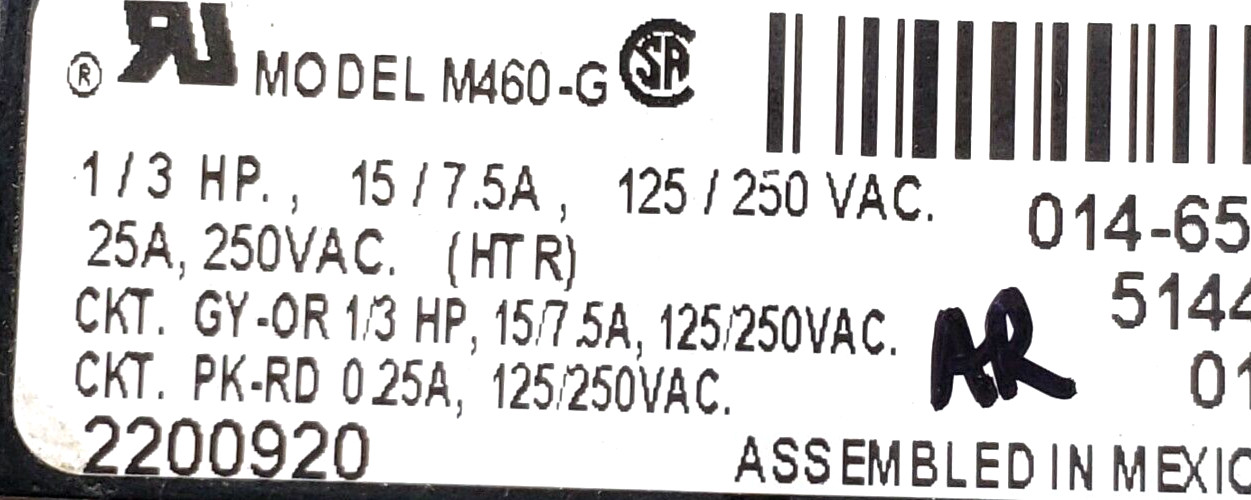 ® RU MODEL M460-G SA
1/3 HP., 15/7.5A, 125/250 VAC.
014-65
25A, 250VAC. (HTR)
5144
CKT. GY-OR 1/3 HP, 15/7.5A, 125/250VAC.
AR
01
CKT. PK-RD 0.25A, 125/250VAC.
2200920
ASSEMBLED IN MEXIC